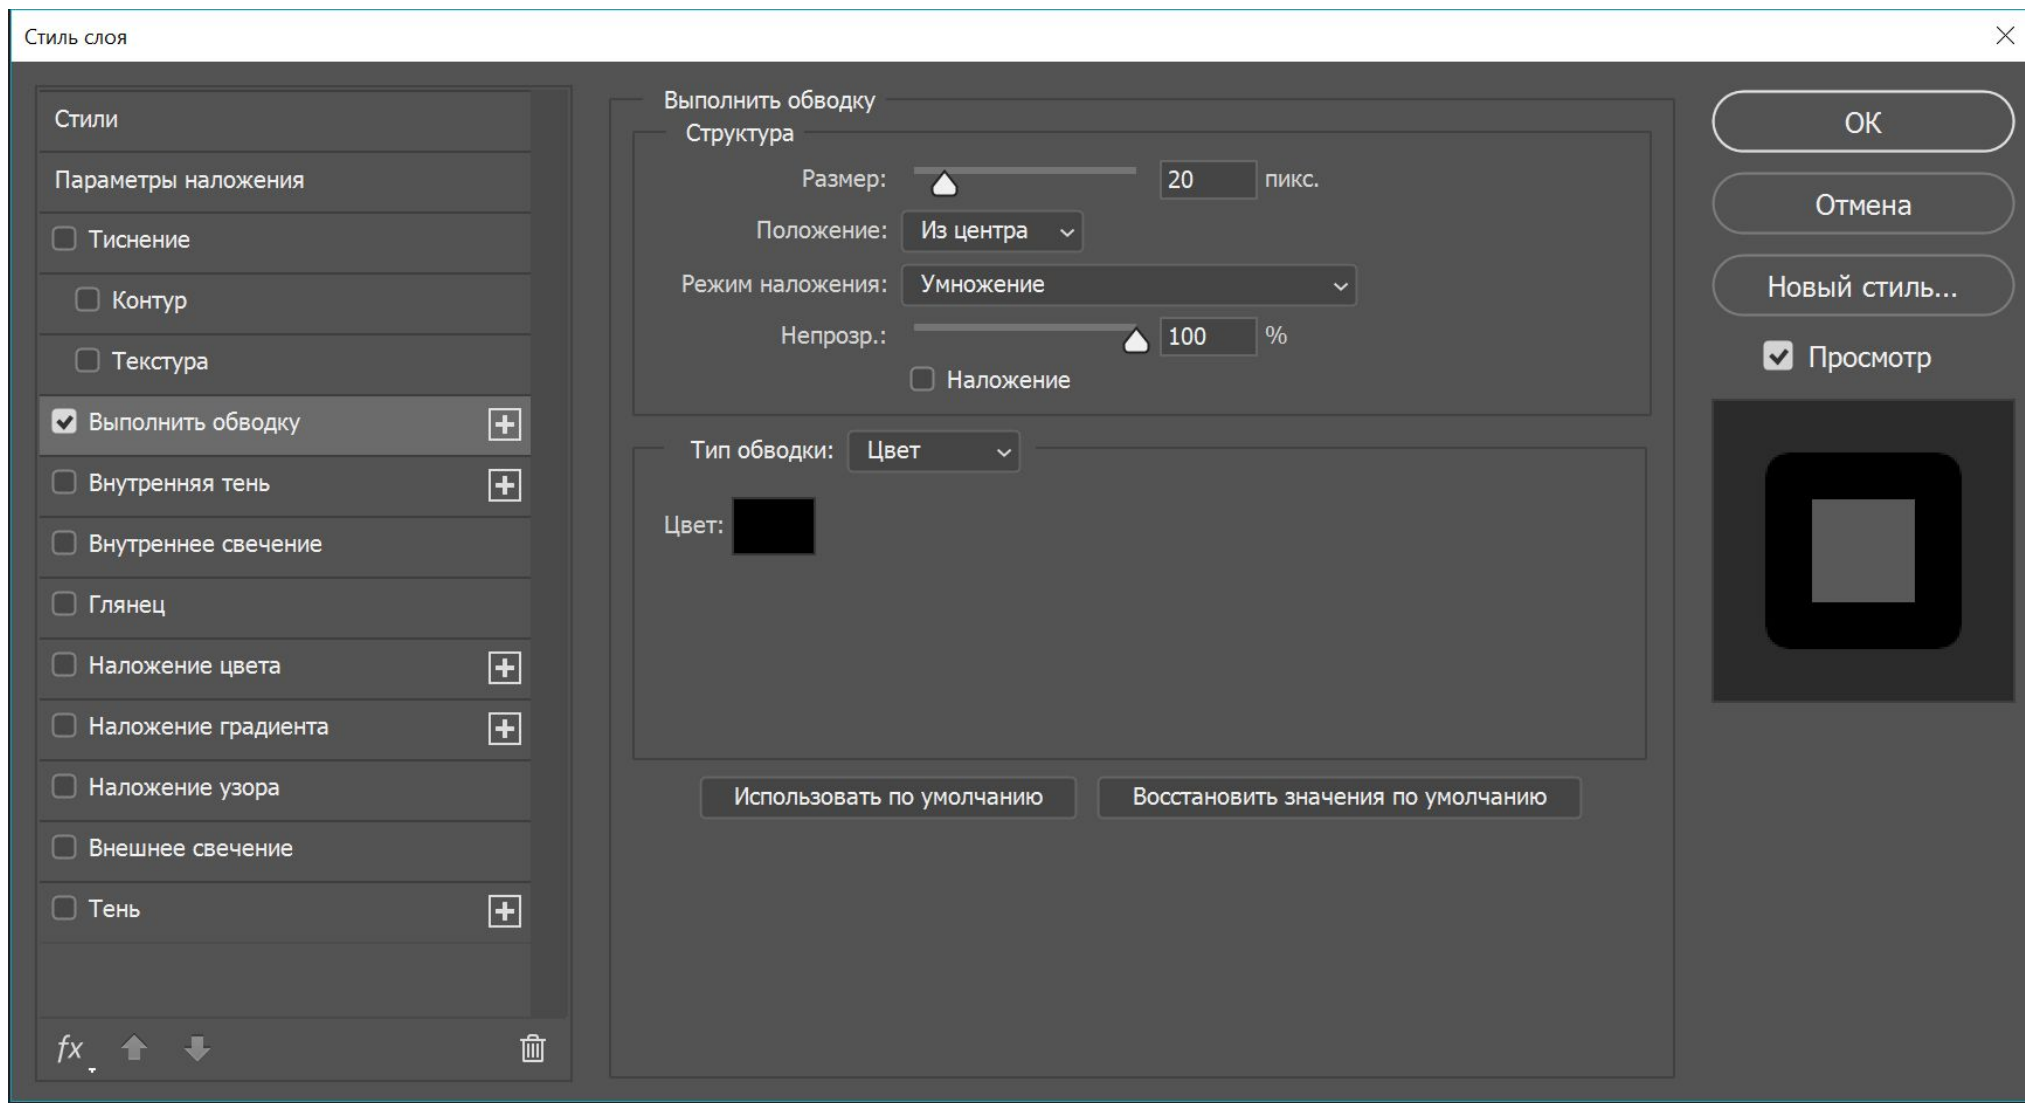 Стиль слоя
Стили
Параметры наложения
Тиснение
Контур
Текстура
Выполнить обводку
Внутренняя тень
Внутреннее свечение
Глянец
Наложение цвета
Наложение градиента
Наложение узора
Внешнее свечение
Тень
fx
Выполнить обводку
Структура
Размер: 20 пикс.
Положение: Из центра
Режим наложения: Умножение
Непрозр.: 100 %
Наложение
Тип обводки: Цвет
Цвет:
Использовать по умолчанию Восстановить значения по умолчанию
ОК
Отмена
Новый стиль...
Просмотр